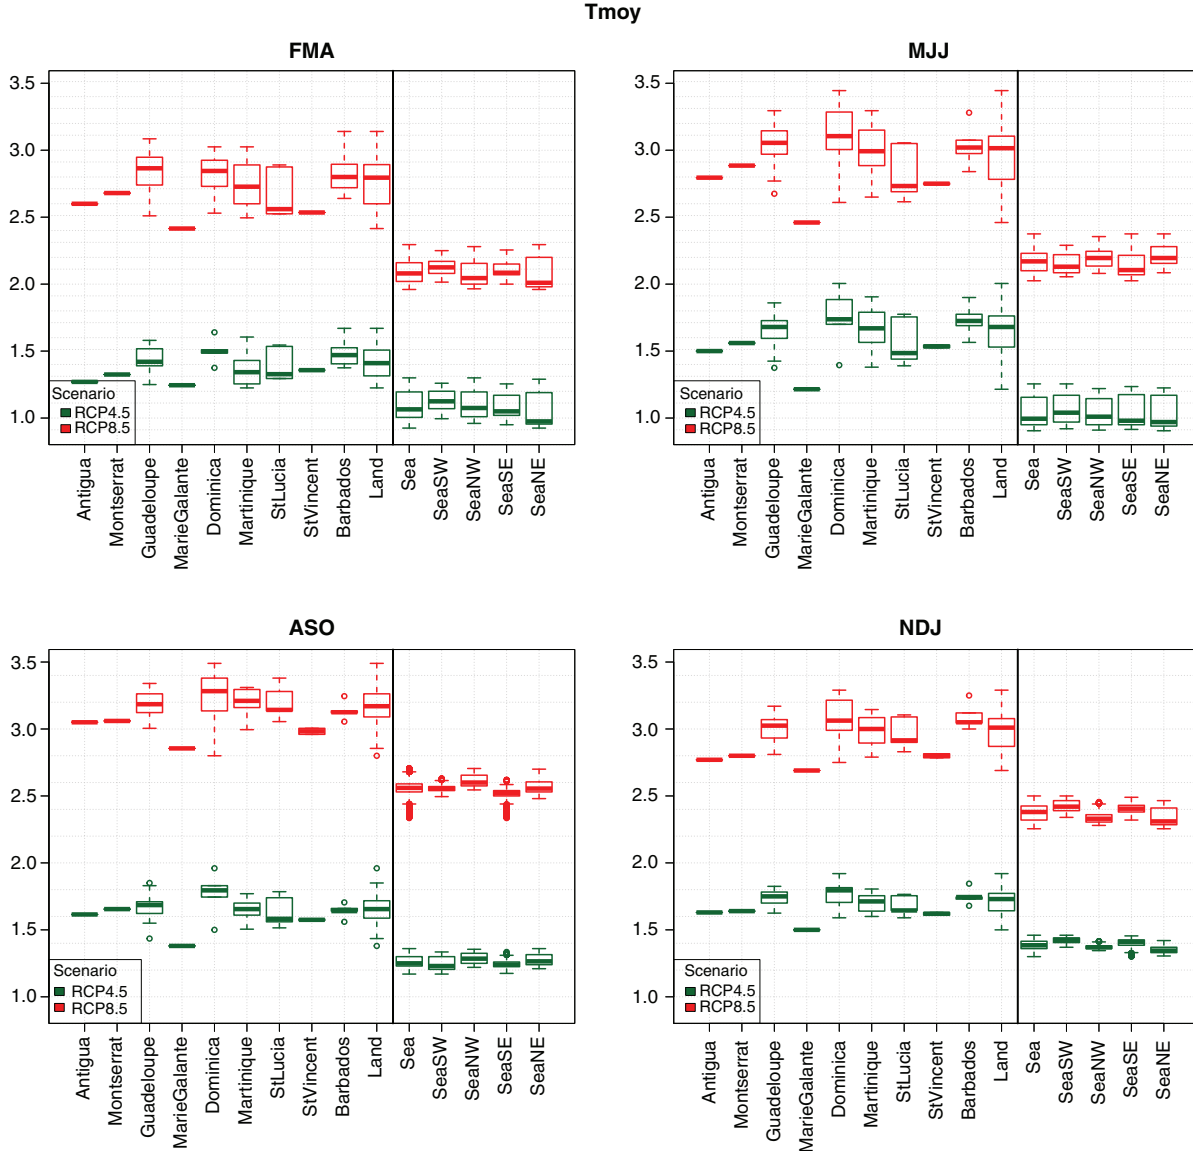 Tmoy
FMA
3.5
3.0
2.5
2.0
1.5
1.0
Scenario
RCP4.5
RCP8.5
Antigua
Montserrat
Guadeloupe
MarieGalante
Dominica
Martinique
StLucia
StVincent
Barbados
Land
Sea
SeaSW
SeaNW
SeaSE
SeaNE
MJJ
3.5
3.0
2.5
2.0
1.5
1.0
Scenario
RCP4.5
RCP8.5
Antigua
Montserrat
Guadeloupe
MarieGalante
Dominica
Martinique
StLucia
StVincent
Barbados
Land
Sea
SeaSW
SeaNW
SeaSE
SeaNE
ASO
3.5
3.0
2.5
2.0
1.5
1.0
Scenario
RCP4.5
RCP8.5
Antigua
Montserrat
Guadeloupe
MarieGalante
Dominica
Martinique
StLucia
StVincent
Barbados
Land
Sea
SeaSW
SeaNW
SeaSE
SeaNE
NDJ
3.5
3.0
2.5
2.0
1.5
1.0
Scenario
RCP4.5
RCP8.5
Antigua
Montserrat
Guadeloupe
MarieGalante
Dominica
Martinique
StLucia
StVincent
Barbados
Land
Sea
SeaSW
SeaNW
SeaSE
SeaNE